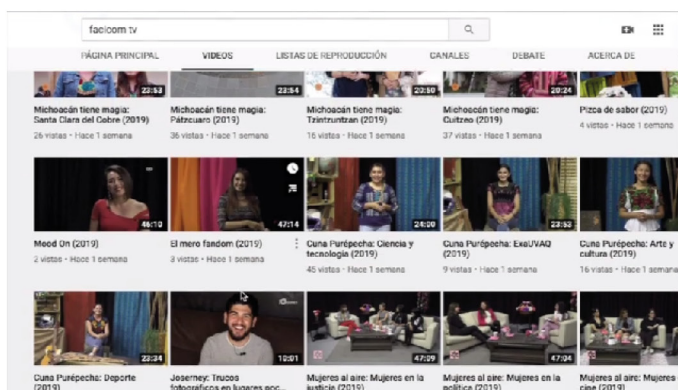 facicom tv
PÁGINA PRINCIPAL VIDEOS LISTAS DE REPRODUCCIÓN CANALES DEBATE ACERCA DE
23:53 23:54 20:50 20:24
Michoacán tiene magia: Michoacán tiene magia: Michoacán tiene magia: Michoacán tiene magia: Pizca de sabor (2019)
Santa Clara del Cobre (2019) Pátzcuaro (2019) Tzintzuntzan (2019) Cuitzeo (2019) 4 vistas • Hace 1 semana
26 vistas • Hace 1 semana 36 vistas • Hace 1 semana 16 vistas • Hace 1 semana 37 vistas • Hace 1 semana
46:10 47:14 24:00 23:53
Mood On (2019) El mero fandom (2019) Cuna Purépecha: Ciencia y Cuna Purépecha: ExaUVAQ Cuna Purépecha: Arte y
2 vistas • Hace 1 semana 3 vistas • Hace 1 semana tecnología (2019) (2019) cultura (2019)
45 vistas • Hace 1 semana 9 vistas • Hace 1 semana 16 vistas • Hace 1 semana
23:34 10:01 47:09 47:04
Cuna Purépecha: Deporte Joserney: Trucos Mujeres al aire: Mujeres en la Mujeres al aire: Mujeres en la Mujeres al aire: Mujeres
(2019) fotográficos en lugares poc... justicia (2019) política (2019) cine (2019)